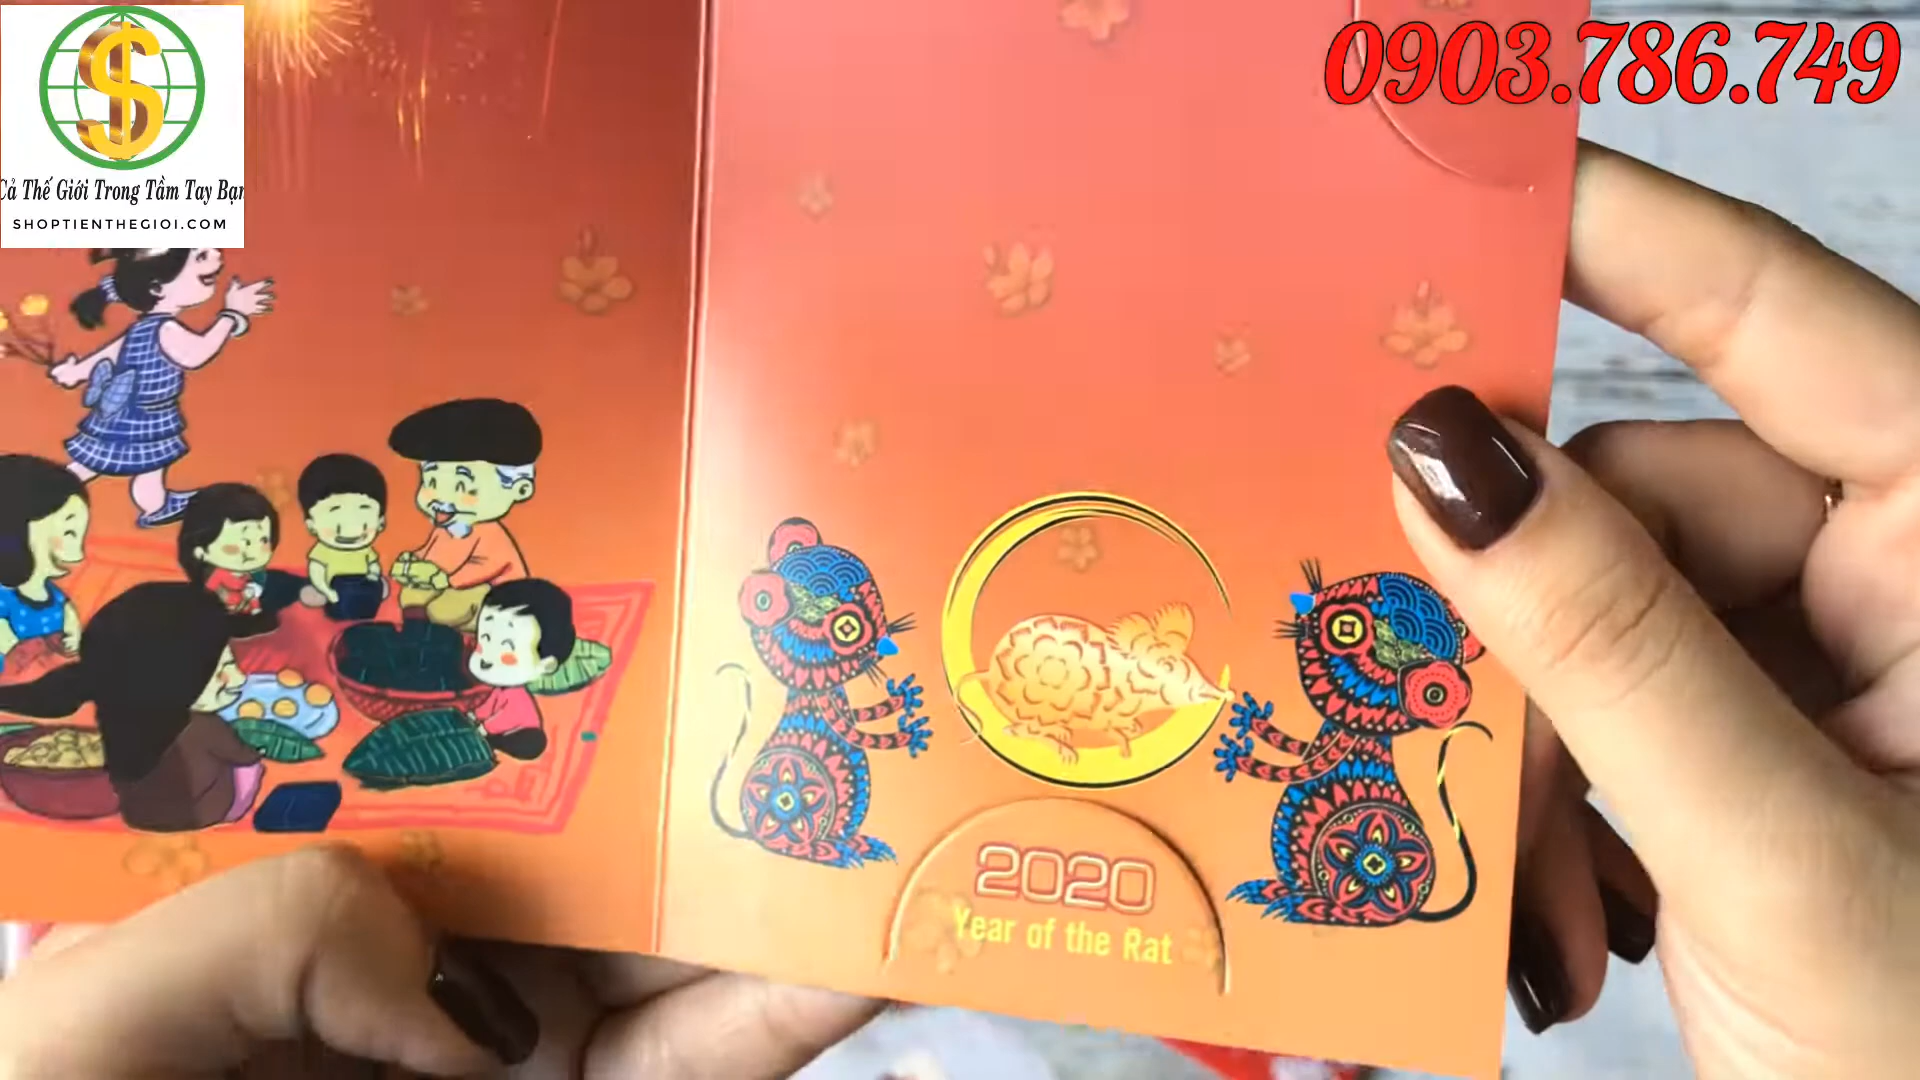 0903.786.749
Cả Thế Giới Trong Tầm Tay Bạn
SHOPTIENTHEGIOI.COM
2020
Year of the Rat